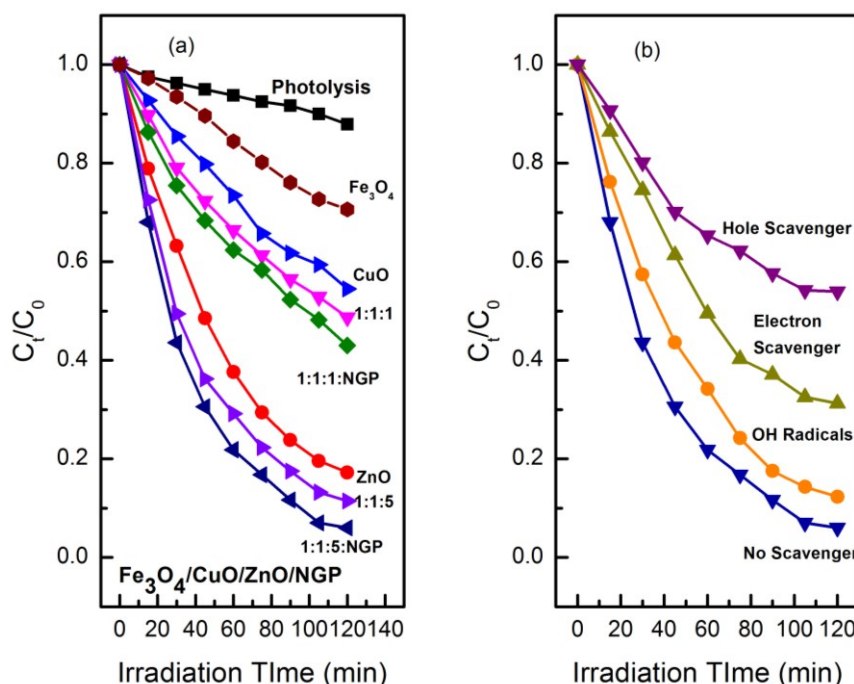 (a)
1.0
0.8
0.6
0.4
0.2
0.0
Ct/C0
Photolysis
Fe3O4
CuO
1:1:1
1:1:1:NGP
ZnO
1:1:5
1:1:5:NGP
Fe3O4/CuO/ZnO/NGP
0 20 40 60 80 100 120 140
Irradiation TIme (min)
(b)
1.0
0.8
0.6
0.4
0.2
0.0
Ct/C0
Hole Scavenger
Electron
Scavenger
OH Radicals
No Scavenger
0 20 40 60 80 100 120
Irradiation TIme (min)